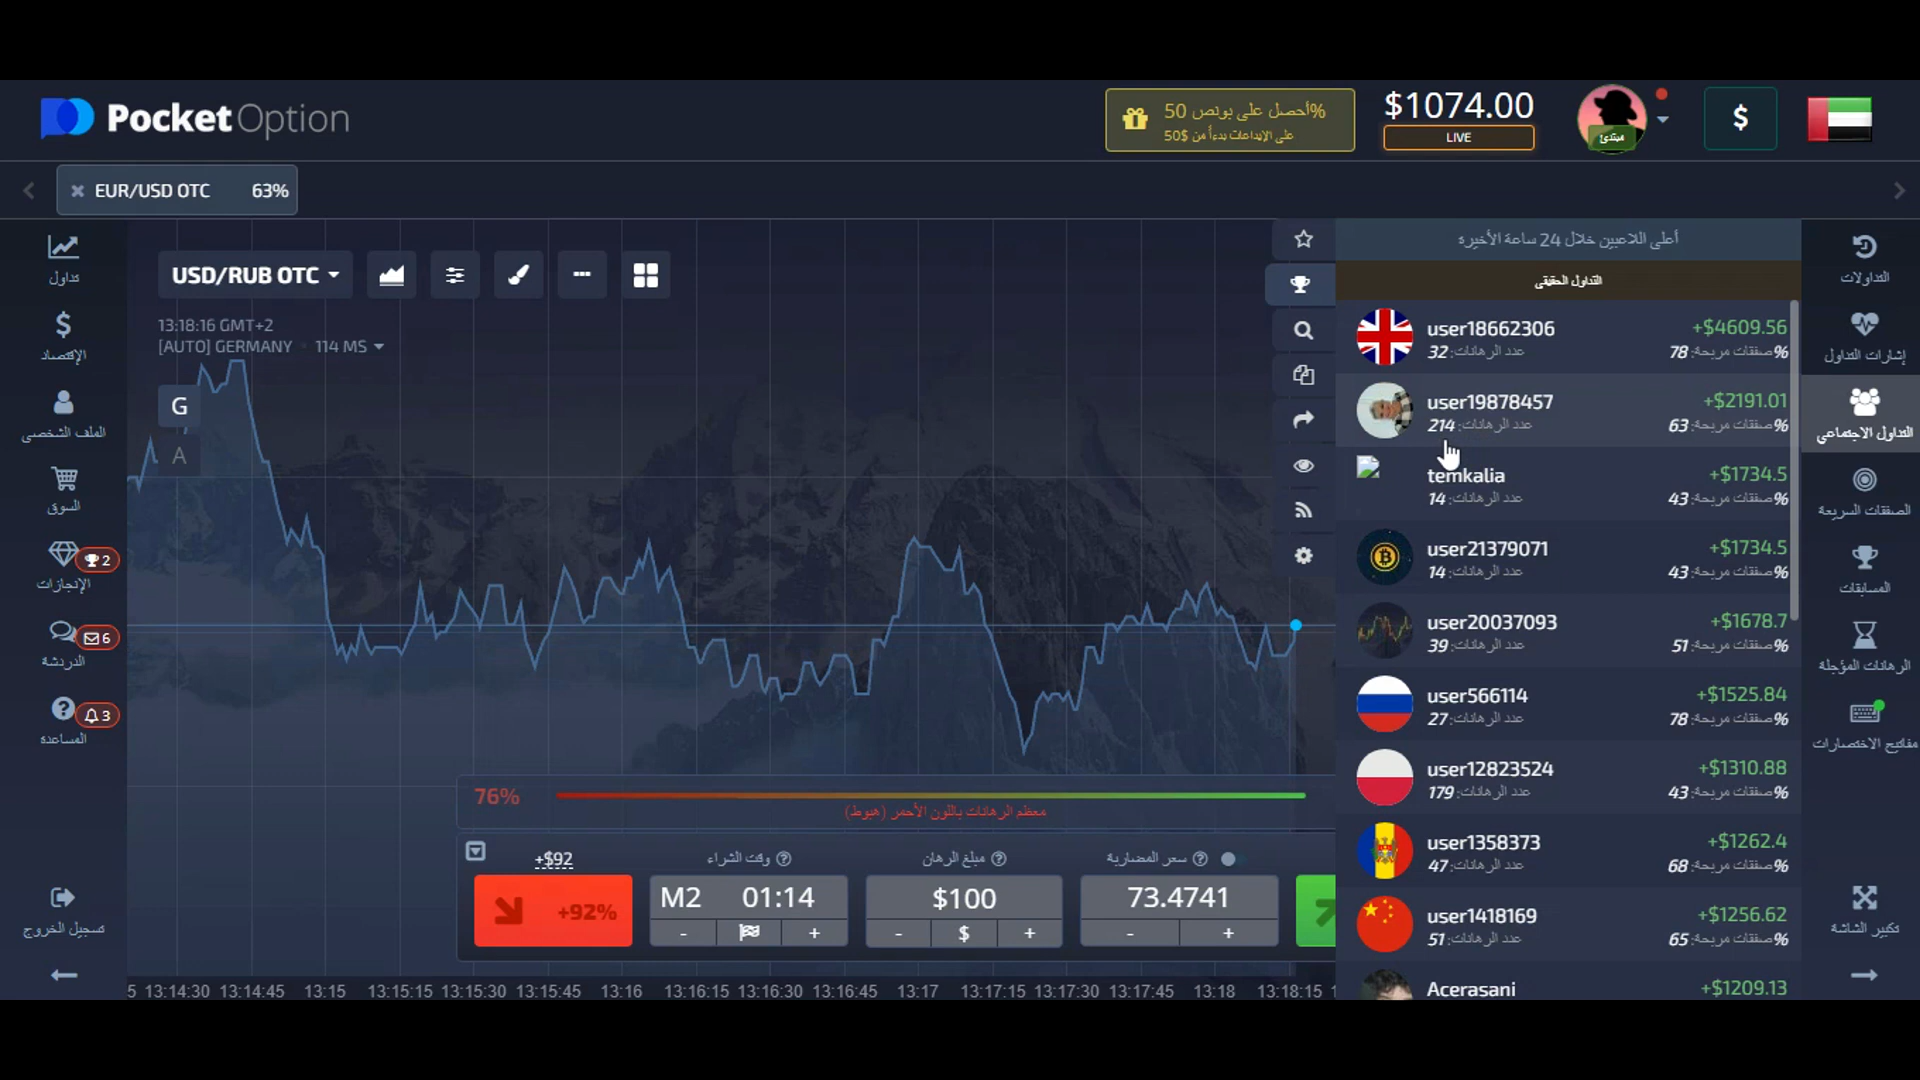 PocketOption
%أحصل على بونص 50
على الإيداعات بدءاً من $50
$1074.00
LIVE
مبتدئ
$
EUR/USD OTC 63%
تداول
الإقتصاد
الملف الشخصى
السوق
الإنجازات
2
الدردشة
6
المساعدة
3
تسجيل الخروج
USD/RUB OTC
13:18:16 GMT+2
[AUTO] GERMANY 114 MS
G
A
76%
معظم الرهانات باللون الأحمر (هبوط)
+$92
وقت الشراء
مبلغ الرهان
سعر المضاربة
+92%
M2 01:14
$100
73.4741
- +
- $ +
- +
5 13:14:30 13:14:45 13:15 13:15:15 13:15:30 13:15:45 13:16 13:16:15 13:16:30 13:16:45 13:17 13:17:15 13:17:30 13:17:45 13:18 13:18:15
أعلى اللاعبين خلال 24 ساعة الأخيرة
التداول الحقيقى
user18662306 +$4609.56
عدد الرهانات: 32 %صفقات مربحة: 78
user19878457 +$2191.01
عدد الرهانات: 214 %صفقات مربحة: 63
temkalia +$1734.5
عدد الرهانات: 14 %صفقات مربحة: 43
user21379071 +$1734.5
عدد الرهانات: 14 %صفقات مربحة: 43
user20037093 +$1678.7
عدد الرهانات: 39 %صفقات مربحة: 51
user566114 +$1525.84
عدد الرهانات: 27 %صفقات مربحة: 78
user12823524 +$1310.88
عدد الرهانات: 179 %صفقات مربحة: 43
user1358373 +$1262.4
عدد الرهانات: 47 %صفقات مربحة: 68
user1418169 +$1256.62
عدد الرهانات: 51 %صفقات مربحة: 65
Acerasani +$1209.13
التداولات
إشارات التداول
التداول الاجتماعي
الصفقات السريعة
المسابقات
الرهانات المؤجلة
مفاتيح الاختصارات
تكبير الشاشة